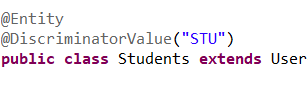 @Entity
@DiscriminatorValue("STU")
public class Students extends User